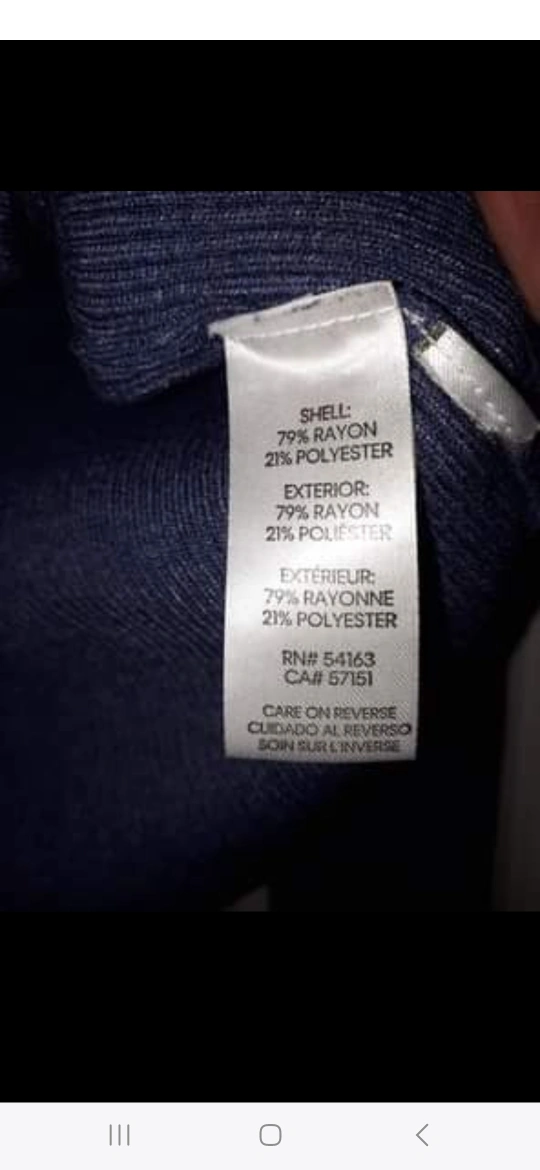 SHELL:
79% RAYON
21% POLYESTER
EXTERIOR:
79% RAYON
21% POLIÉSTER
EXTÉRIEUR:
79% RAYONNE
21% POLYESTER
RN# 54163
CA# 57151
CARE ON REVERSE
CUIDADO AL REVERSO
SOIN SUR L'INVERSE